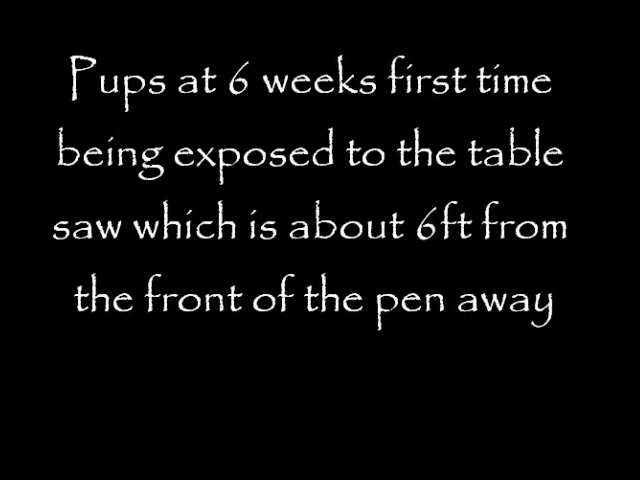 Pups at 6 weeks first time
being exposed to the table
saw which is about 6ft from
the front of the pen away